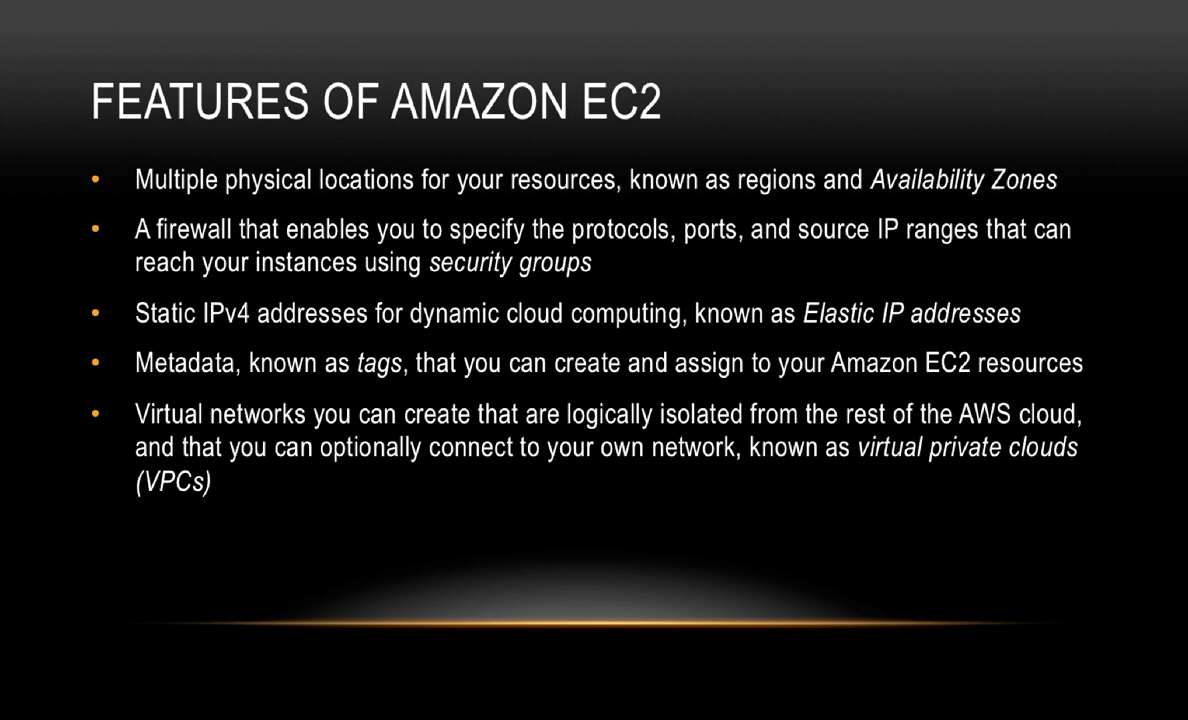 FEATURES OF AMAZON EC2
• Multiple physical locations for your resources, known as regions and Availability Zones
• A firewall that enables you to specify the protocols, ports, and source IP ranges that can
reach your instances using security groups
• Static IPv4 addresses for dynamic cloud computing, known as Elastic IP addresses
• Metadata, known as tags, that you can create and assign to your Amazon EC2 resources
• Virtual networks you can create that are logically isolated from the rest of the AWS cloud,
and that you can optionally connect to your own network, known as virtual private clouds
(VPCs)